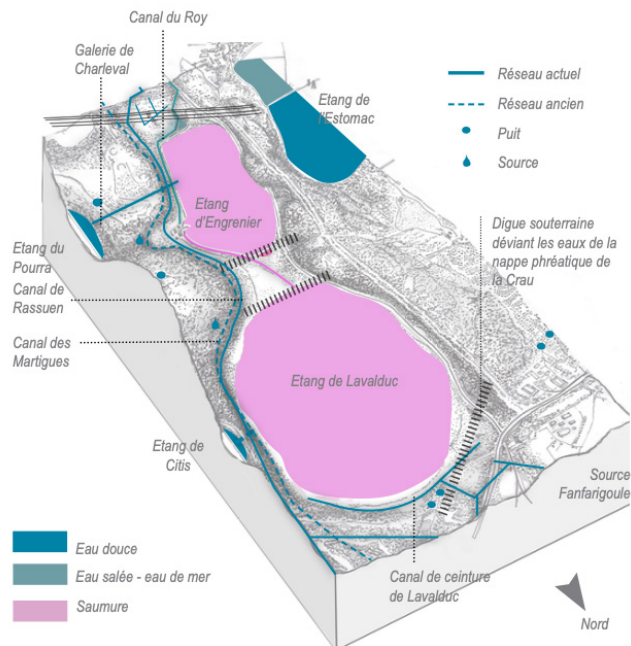 Canal du Roy
Galerie de
Charleval
Etang de
l'Estomac
Réseau actuel
Réseau ancien
Puit
Source
Etang
d'Engrenier
Digue souterraine
déviant les eaux de la
nappe phréatique de
la Crau
Etang du
Pourra
Canal de
Rassuen
Canal des
Martigues
Etang de Lavalduc
Etang de
Citis
Source
Fanfarigoule
Eau douce
Eau salée - eau de mer
Saumure
Canal de ceinture
de Lavalduc
Nord